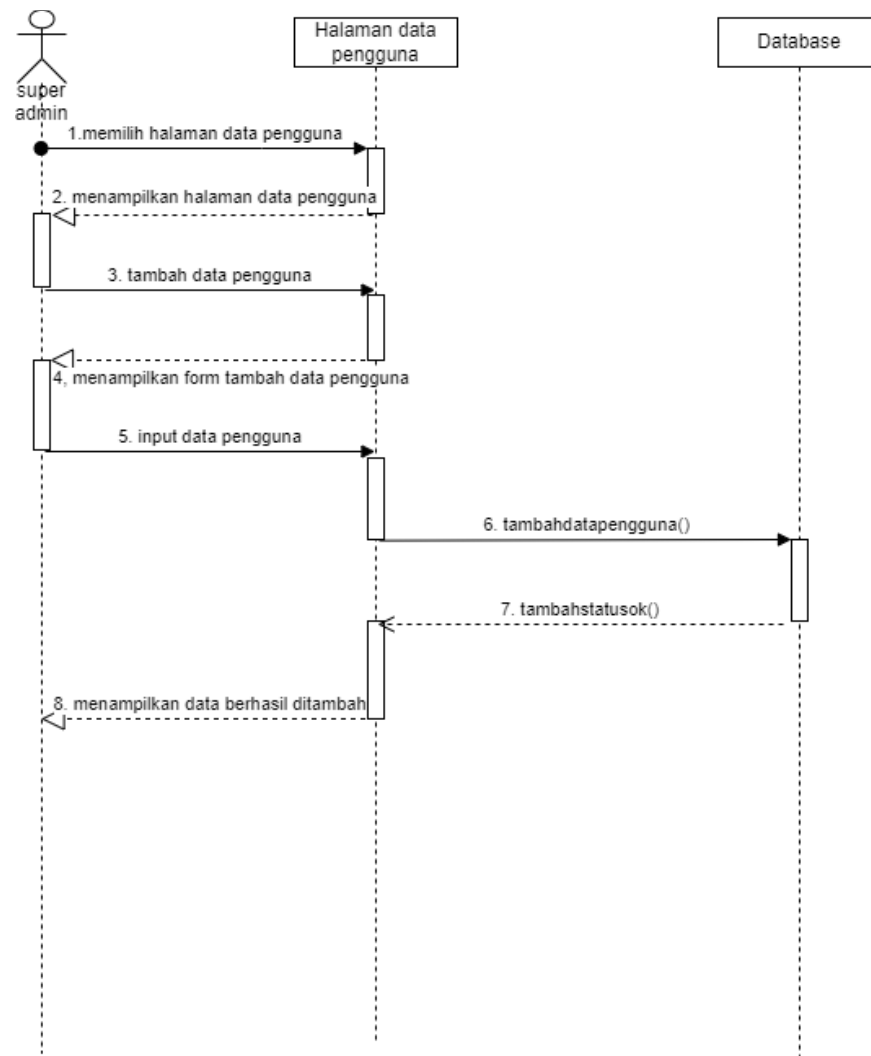 super
admin
Halaman data
pengguna
Database
1.memilih halaman data pengguna
2. menampilkan halaman data pengguna
3. tambah data pengguna
4, menampilkan form tambah data pengguna
5. input data pengguna
6. tambahdatapengguna()
7. tambahstatusok()
8. menampilkan data berhasil ditambah